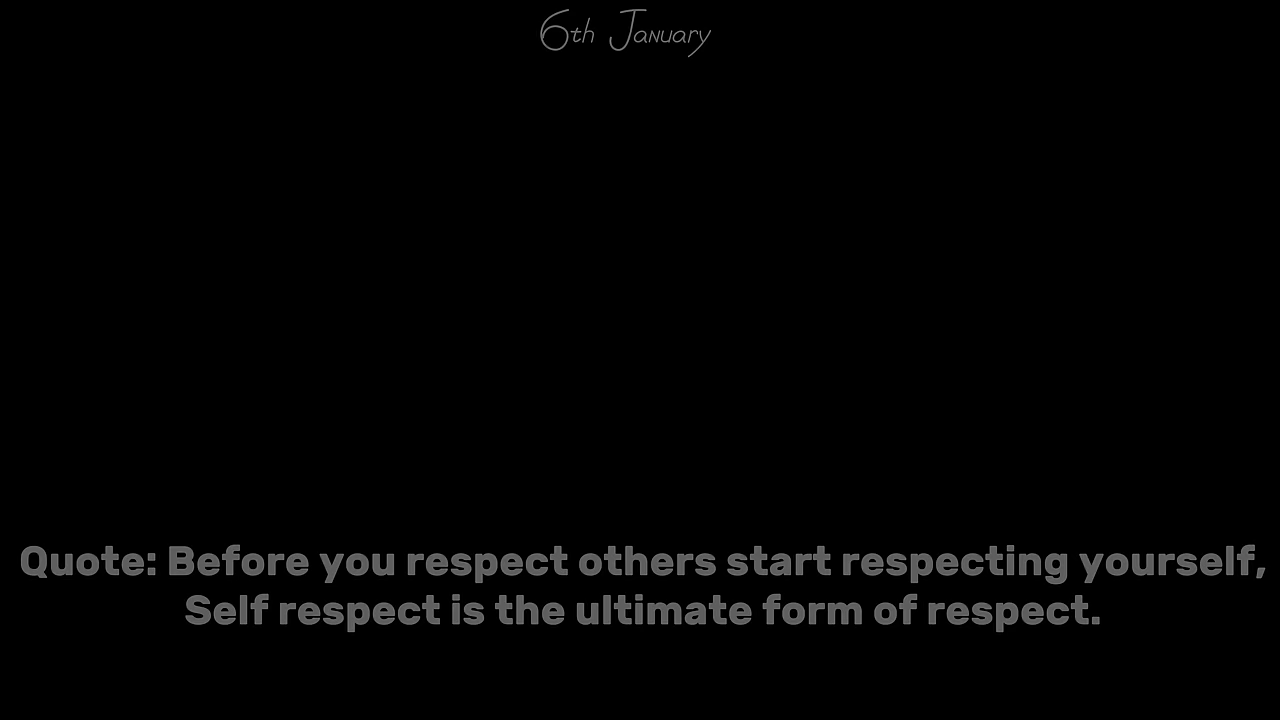 6th January
Quote: Before you respect others start respecting yourself,
Self respect is the ultimate form of respect.